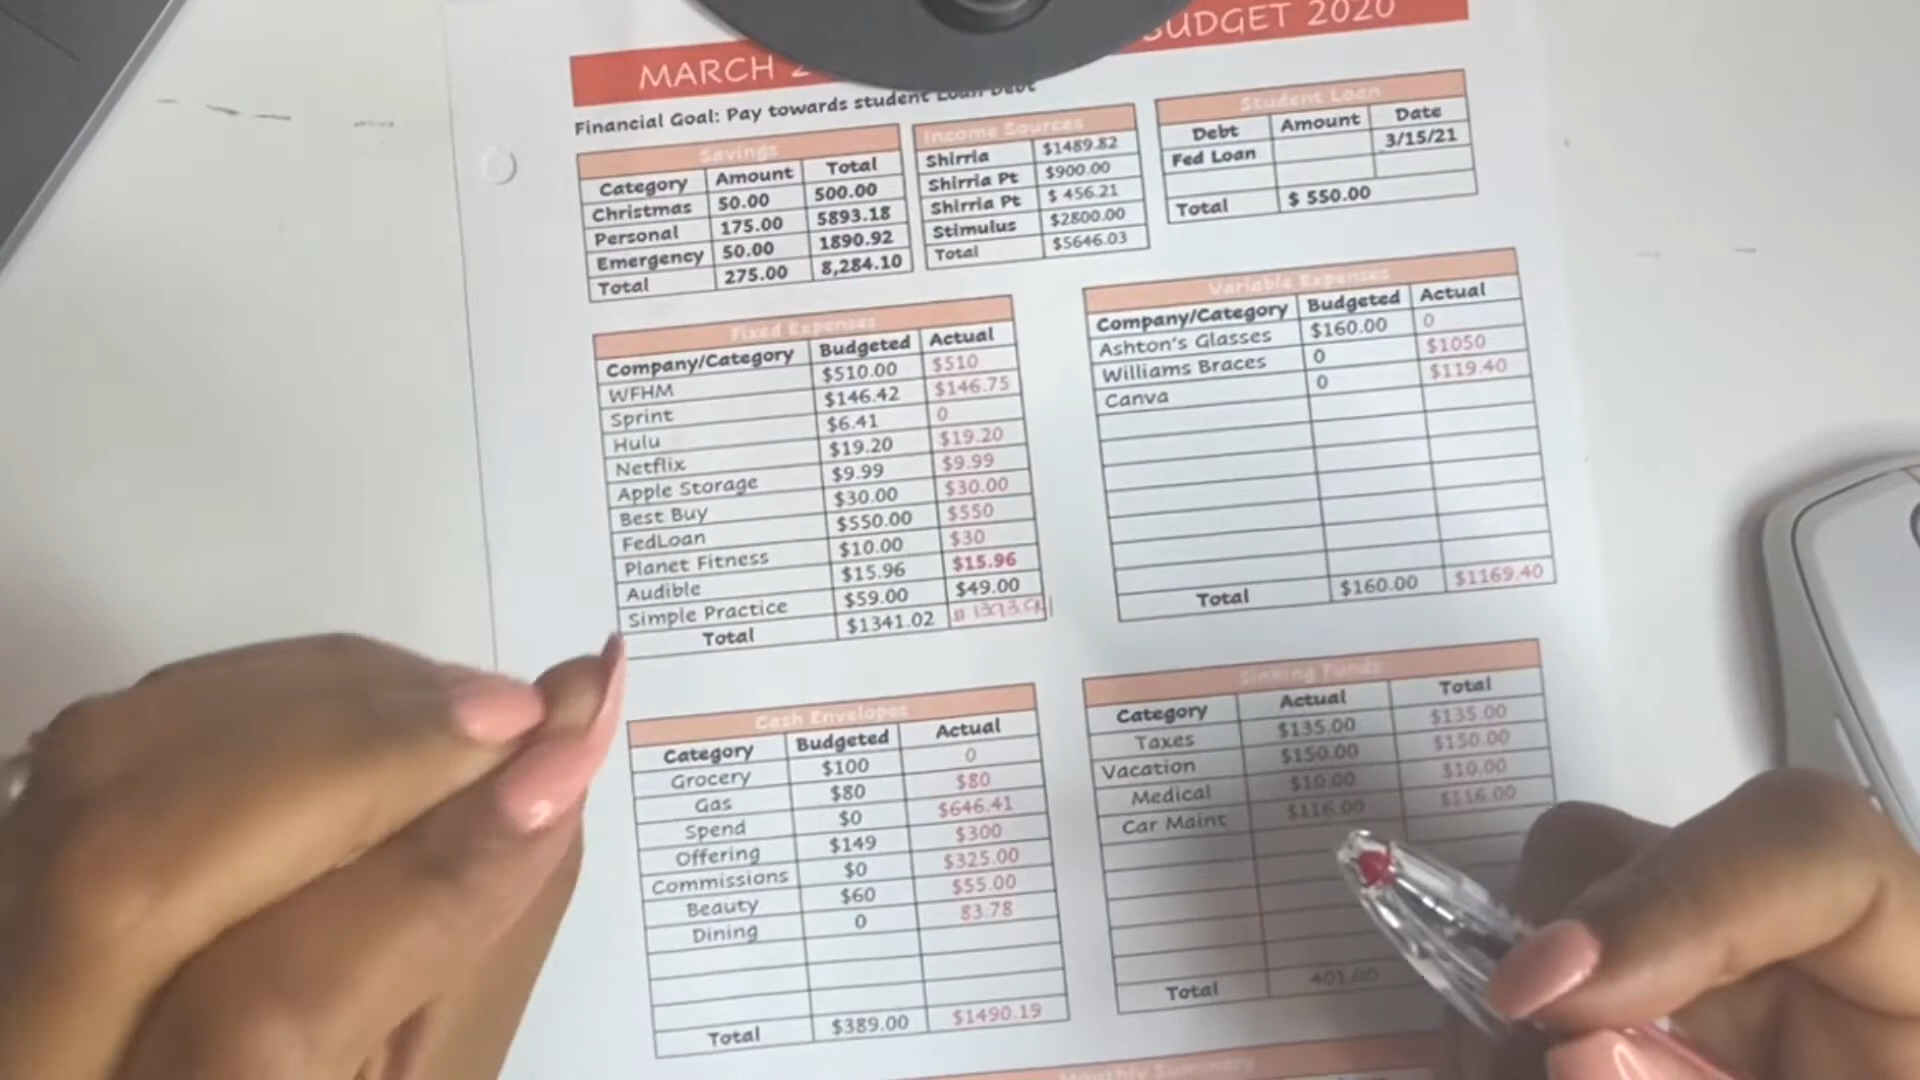 MARCH 2 BUDGET 2020
Financial Goal: Pay towards student Loan Debt
Savings
Category Amount Total
Christmas 50.00 500.00
Personal 175.00 5893.18
Emergency 50.00 1890.92
Total 275.00 8,284.10
Income Sources
Shirria $1489.82
Shirria Pt $900.00
Shirria Pt $ 456.21
Stimulus $2800.00
Total $5646.03
Student Loan
Debt Amount Date
Fed Loan 3/15/21
Total $ 550.00
Fixed Expenses
Company/Category Budgeted Actual
WFHM $510.00 $510
Sprint $146.42 $146.75
Hulu $6.41 0
Netflix $19.20 $19.20
Apple Storage $9.99 $9.99
Best Buy $30.00 $30.00
FedLoan $550.00 $550
Planet Fitness $10.00 $30
Audible $15.96 $15.96
Simple Practice $59.00 $49.00
Total $1341.02
Variable Expenses
Company/Category Budgeted Actual
Ashton's Glasses $160.00 0
Williams Braces 0 $1050
Canva 0 $119.40
Total $160.00 $1169.40
Cash Envelopes
Category Budgeted Actual
Grocery $100 0
Gas $80 $80
Spend $0 $646.41
Offering $149 $300
Commissions $0 $325.00
Beauty $60 $55.00
Dining 0 83.78
Total $389.00 $1490.19
Sinking Funds
Category Actual Total
Taxes $135.00 $135.00
Vacation $150.00 $150.00
Medical $10.00 $10.00
Car Maint $116.00 $116.00
Total 401.00
Monthly Summary